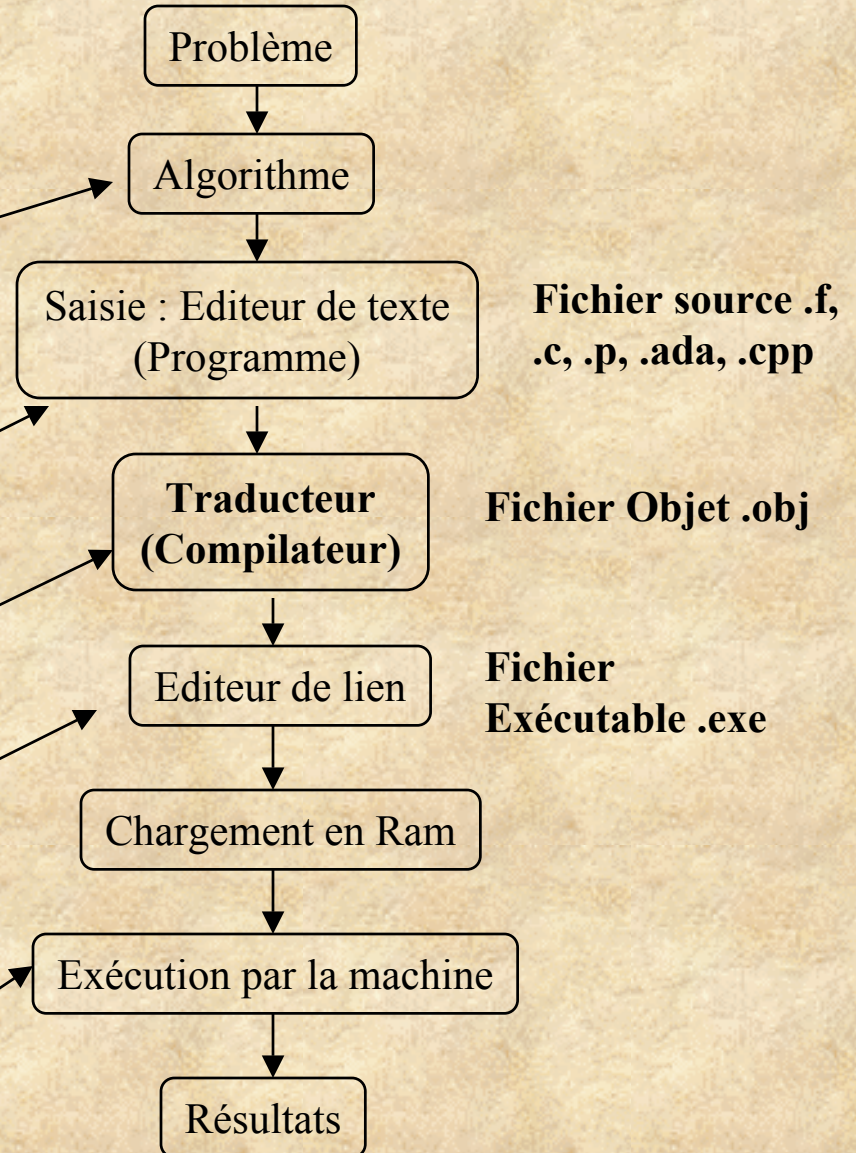 Problème
Algorithme
Saisie : Editeur de texte
(Programme)
Fichier source .f,
.c, .p, .ada, .cpp
Traducteur
(Compilateur)
Fichier Objet .obj
Editeur de lien
Fichier
Exécutable .exe
Chargement en Ram
Exécution par la machine
Résultats